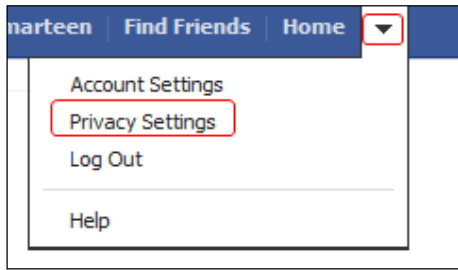 marteen Find Friends Home
Account Settings
Privacy Settings
Log Out
Help